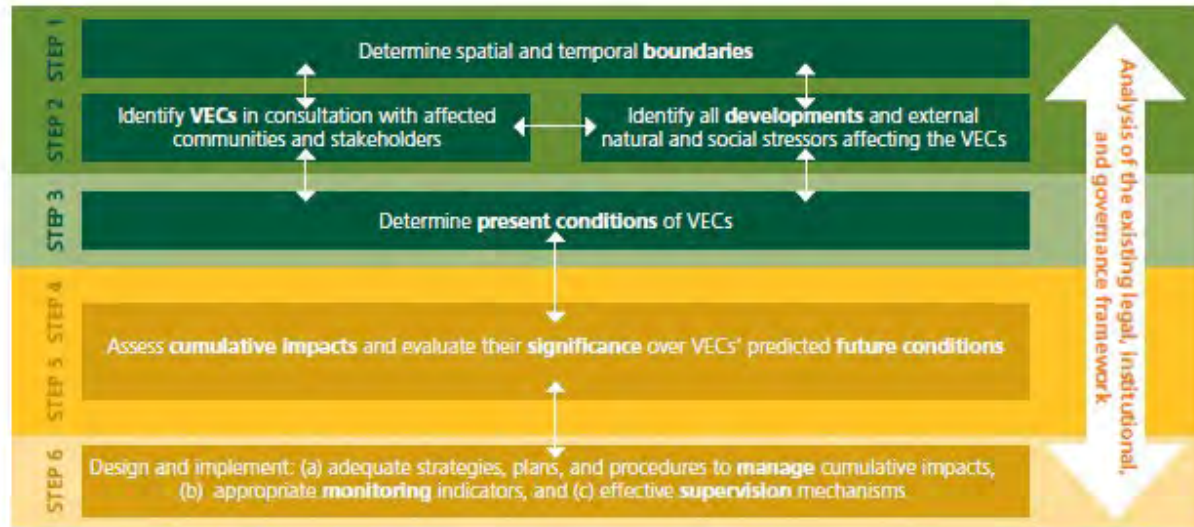 STEP 1
Determine spatial and temporal boundaries
STEP 2
Identify VECs in consultation with affected
communities and stakeholders
Identify all developments and external
natural and social stressors affecting the VECs
STEP 3
Determine present conditions of VECs
STEP 4
STEP 5
Assess cumulative impacts and evaluate their significance over VECs' predicted future conditions
STEP 6
Design and implement: (a) adequate strategies, plans, and procedures to manage cumulative impacts,
(b) appropriate monitoring indicators, and (c) effective supervision mechanisms
Analysis of the existing legal, institutional,
and governance framework